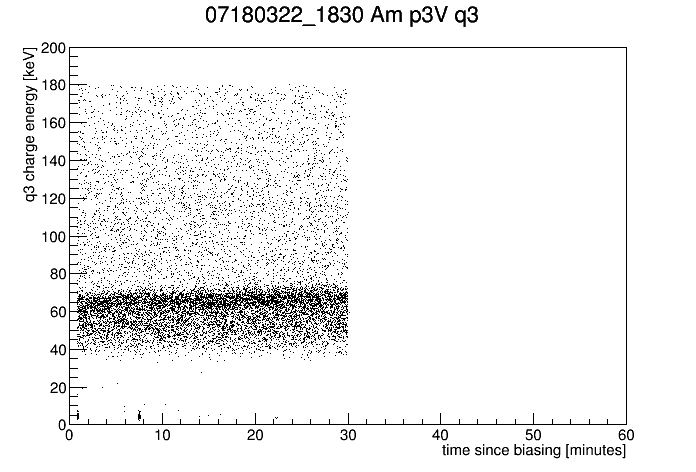 07180322_1830 Am p3V q3
q3 charge energy [keV]
200
180
160
140
120
100
80
60
40
20
0
0 10 20 30 40 50 60
time since biasing [minutes]